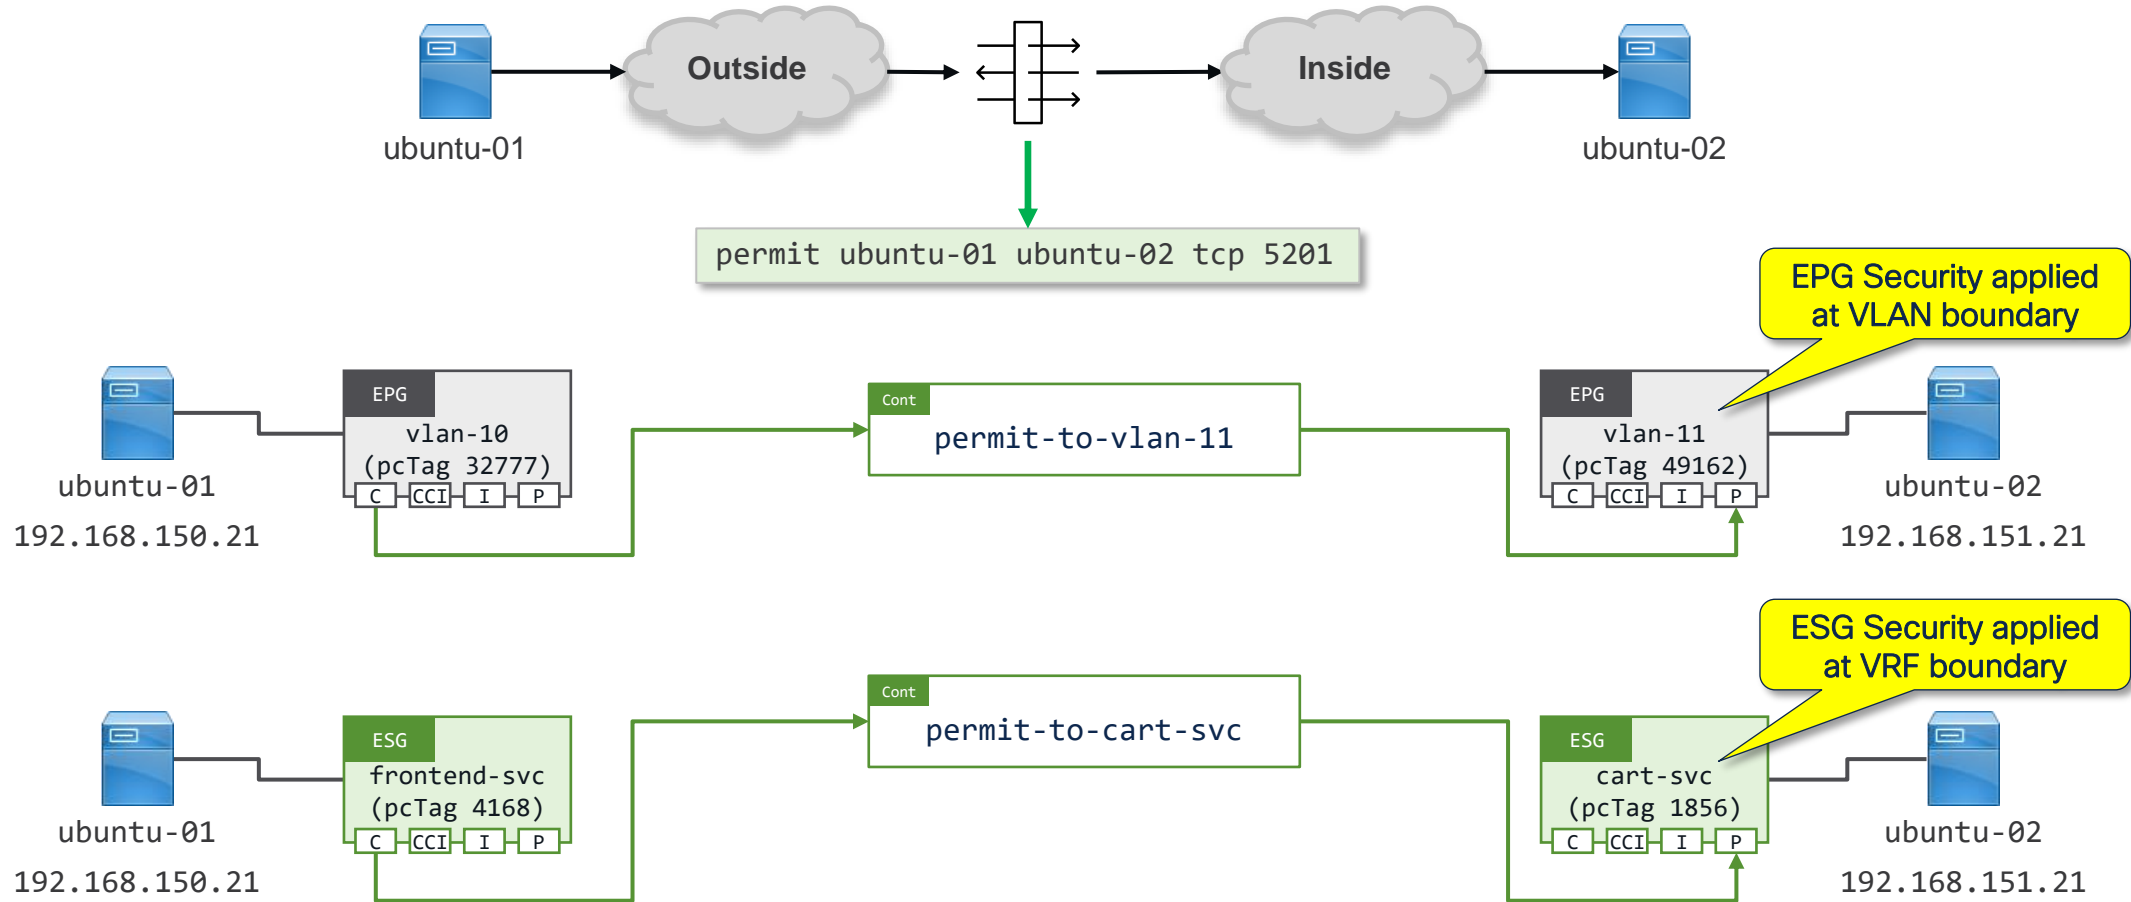 Outside
Inside
ubuntu-01
ubuntu-02
permit ubuntu-01 ubuntu-02 tcp 5201
EPG Security applied
at VLAN boundary
EPG
vlan-10
(pcTag 32777)
C CCI I P
ubuntu-01
192.168.150.21
Cont
permit-to-vlan-11
EPG
vlan-11
(pcTag 49162)
C CCI I P
ubuntu-02
192.168.151.21
ESG Security applied
at VRF boundary
ESG
frontend-svc
(pcTag 4168)
C CCI I P
ubuntu-01
192.168.150.21
Cont
permit-to-cart-svc
ESG
cart-svc
(pcTag 1856)
C CCI I P
ubuntu-02
192.168.151.21